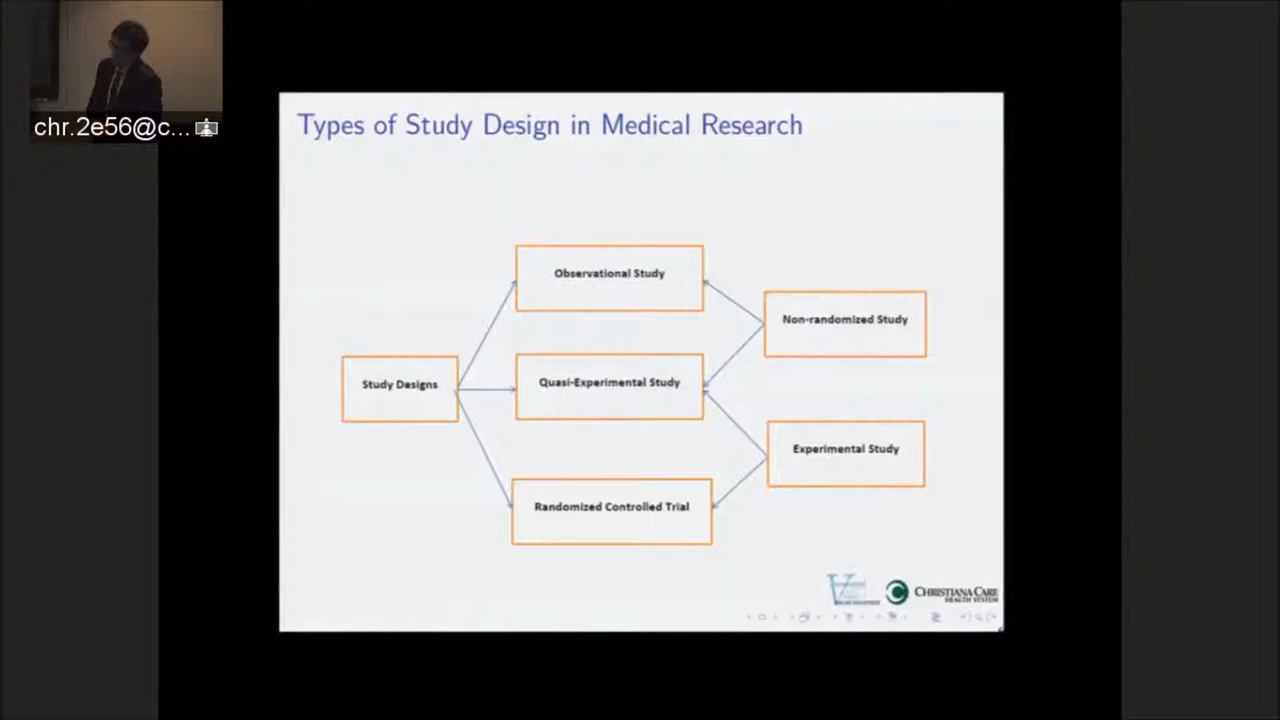 chr.2e56@c...
Types of Study Design in Medical Research
Observational Study
Non-randomized Study
Study Designs
Quasi-Experimental Study
Experimental Study
Randomized Controlled Trial
CHRISTIANA CARE
HEALTH SYSTEM